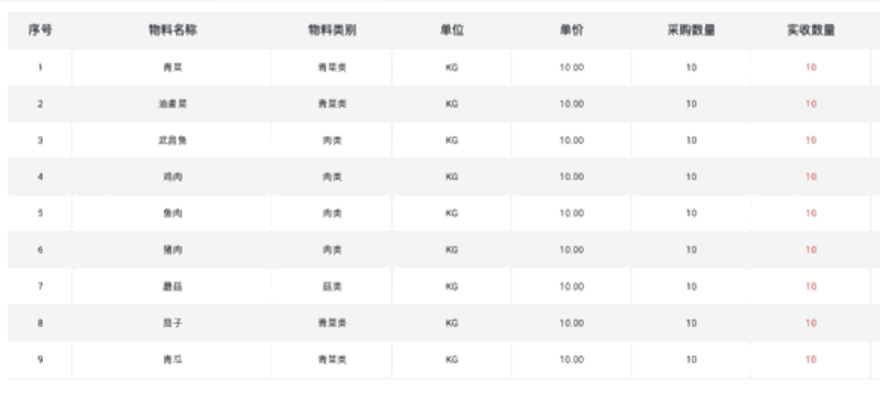 序号 物料名称 物料类别 单位 单价 采购数量 实收数量
1 青菜 青菜类 KG 10.00 10 10
2 油麦菜 青菜类 KG 10.00 10 10
3 武昌鱼 肉类 KG 10.00 10 10
4 鸡肉 肉类 KG 10.00 10 10
5 鱼肉 肉类 KG 10.00 10 10
6 猪肉 肉类 KG 10.00 10 10
7 蘑菇 菇类 KG 10.00 10 10
8 茄子 青菜类 KG 10.00 10 10
9 青瓜 青菜类 KG 10.00 10 10